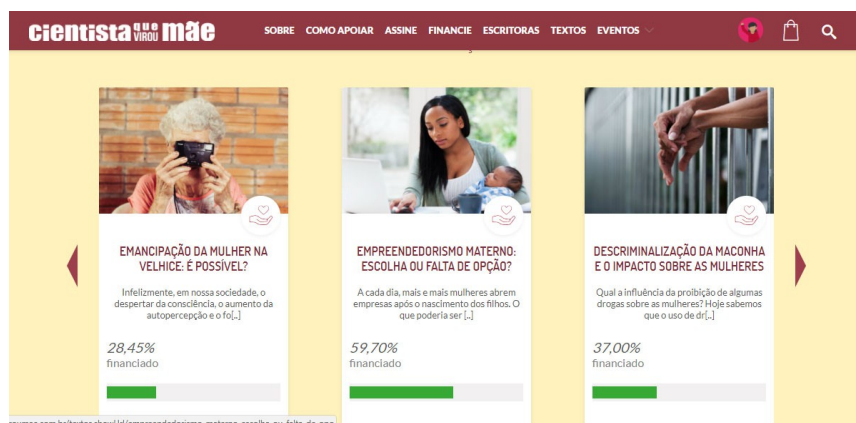 cientista que virou mãe
SOBRE COMO APOIAR ASSINE FINANCIE ESCRITORAS TEXTOS EVENTOS
EMANCIPAÇÃO DA MULHER NA
VELHICE: É POSSÍVEL?
Infelizmente, em nossa sociedade, o
despertar da consciência, o aumento da
autopercepção e o fo[..]
28,45%
financiado
EMPREENDEDORISMO MATERNO:
ESCOLHA OU FALTA DE OPÇÃO?
A cada dia, mais e mais mulheres abrem
empresas após o nascimento dos filhos. O
que poderia ser [..]
59,70%
financiado
DESCRIMINALIZAÇÃO DA MACONHA
E O IMPACTO SOBRE AS MULHERES
Qual a influência da proibição de algumas
drogas sobre as mulheres? Hoje sabemos
que o uso de dr[..]
37,00%
financiado